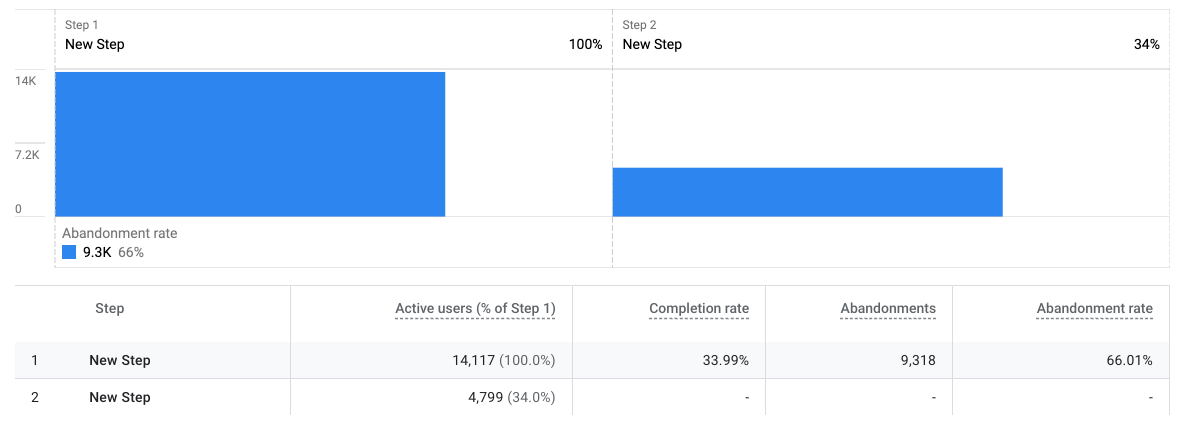 Step 1
New Step 100%
Step 2
New Step 34%
14K
7.2K
0
Abandonment rate
9.3K 66%
Step Active users (% of Step 1) Completion rate Abandonments Abandonment rate
1 New Step 14,117 (100.0%) 33.99% 9,318 66.01%
2 New Step 4,799 (34.0%) - - -